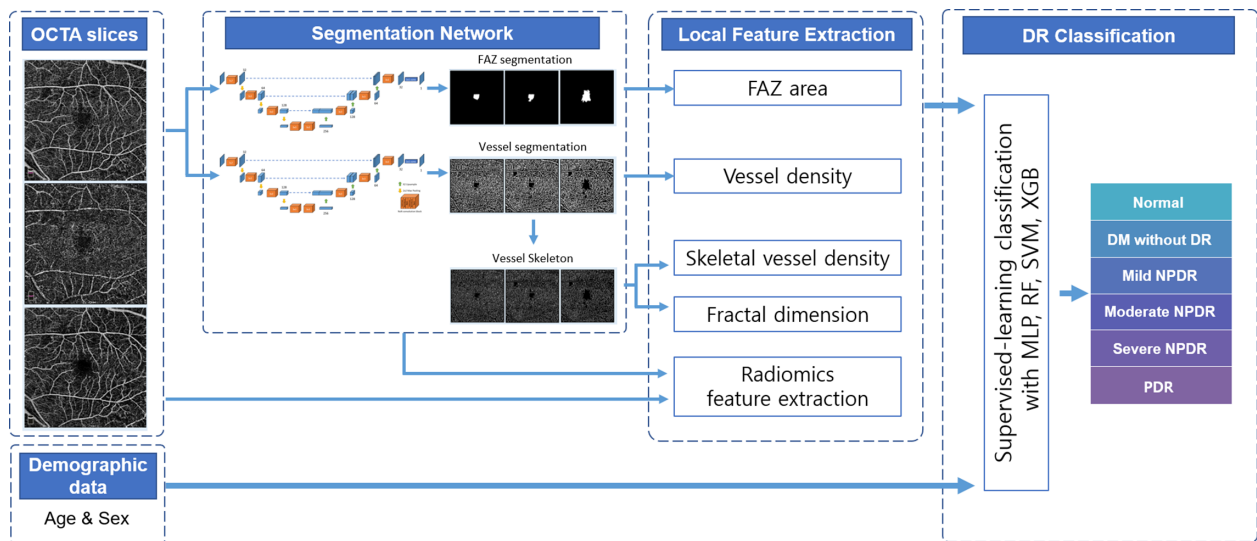 OCTA slices
Segmentation Network
FAZ segmentation
Vessel segmentation
Vessel Skeleton
Local Feature Extraction
FAZ area
Vessel density
Skeletal vessel density
Fractal dimension
Radiomics
feature extraction
DR Classification
Supervised-learning classification
with MLP, RF, SVM, XGB
Normal
DM without DR
Mild NPDR
Moderate NPDR
Severe NPDR
PDR
Demographic
data
Age & Sex